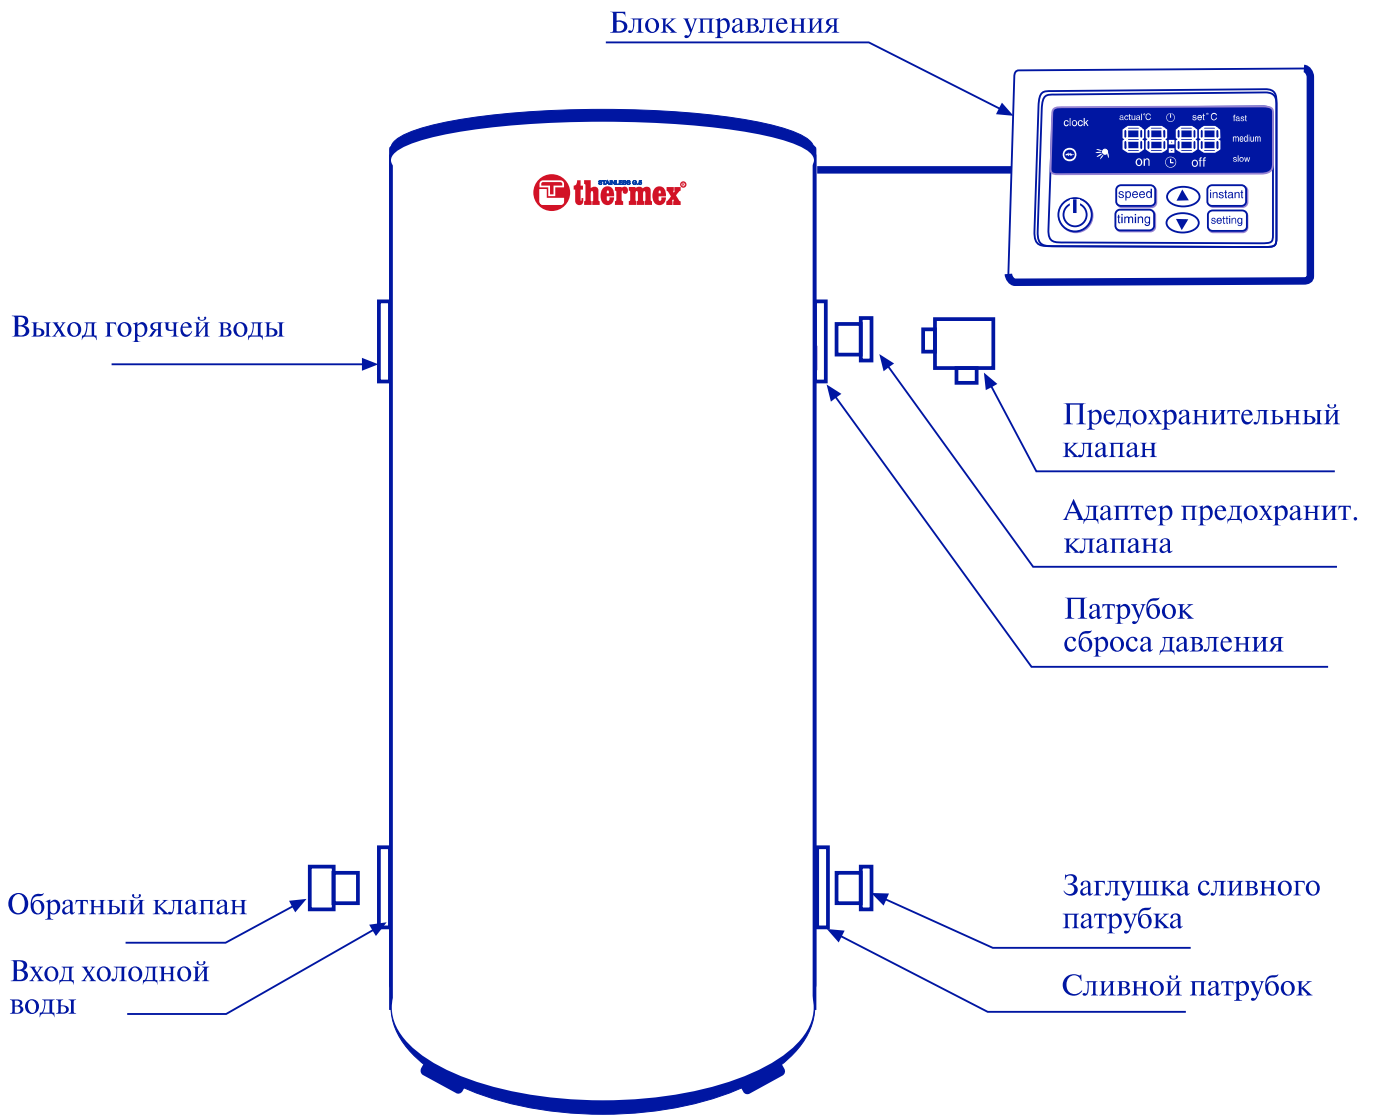 Блок управления
clock
actual°C
set°C
fast
88:88
medium
on
off
slow
speed
instant
timing
setting
STAINLESS G.5
thermex®
Выход горячей воды
Предохранительный
клапан
Адаптер предохранит.
клапана
Патрубок
сброса давления
Обратный клапан
Вход холодной
воды
Заглушка сливного
патрубка
Сливной патрубок